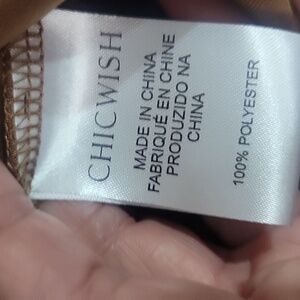 CHICWISH
MADE IN CHINA
FABRIQUÉ EN CHINE
PRODUZIDO NA
CHINA
100% POLYESTER